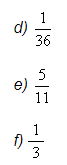 d) 1/36
e) 5/11
f) 1/3